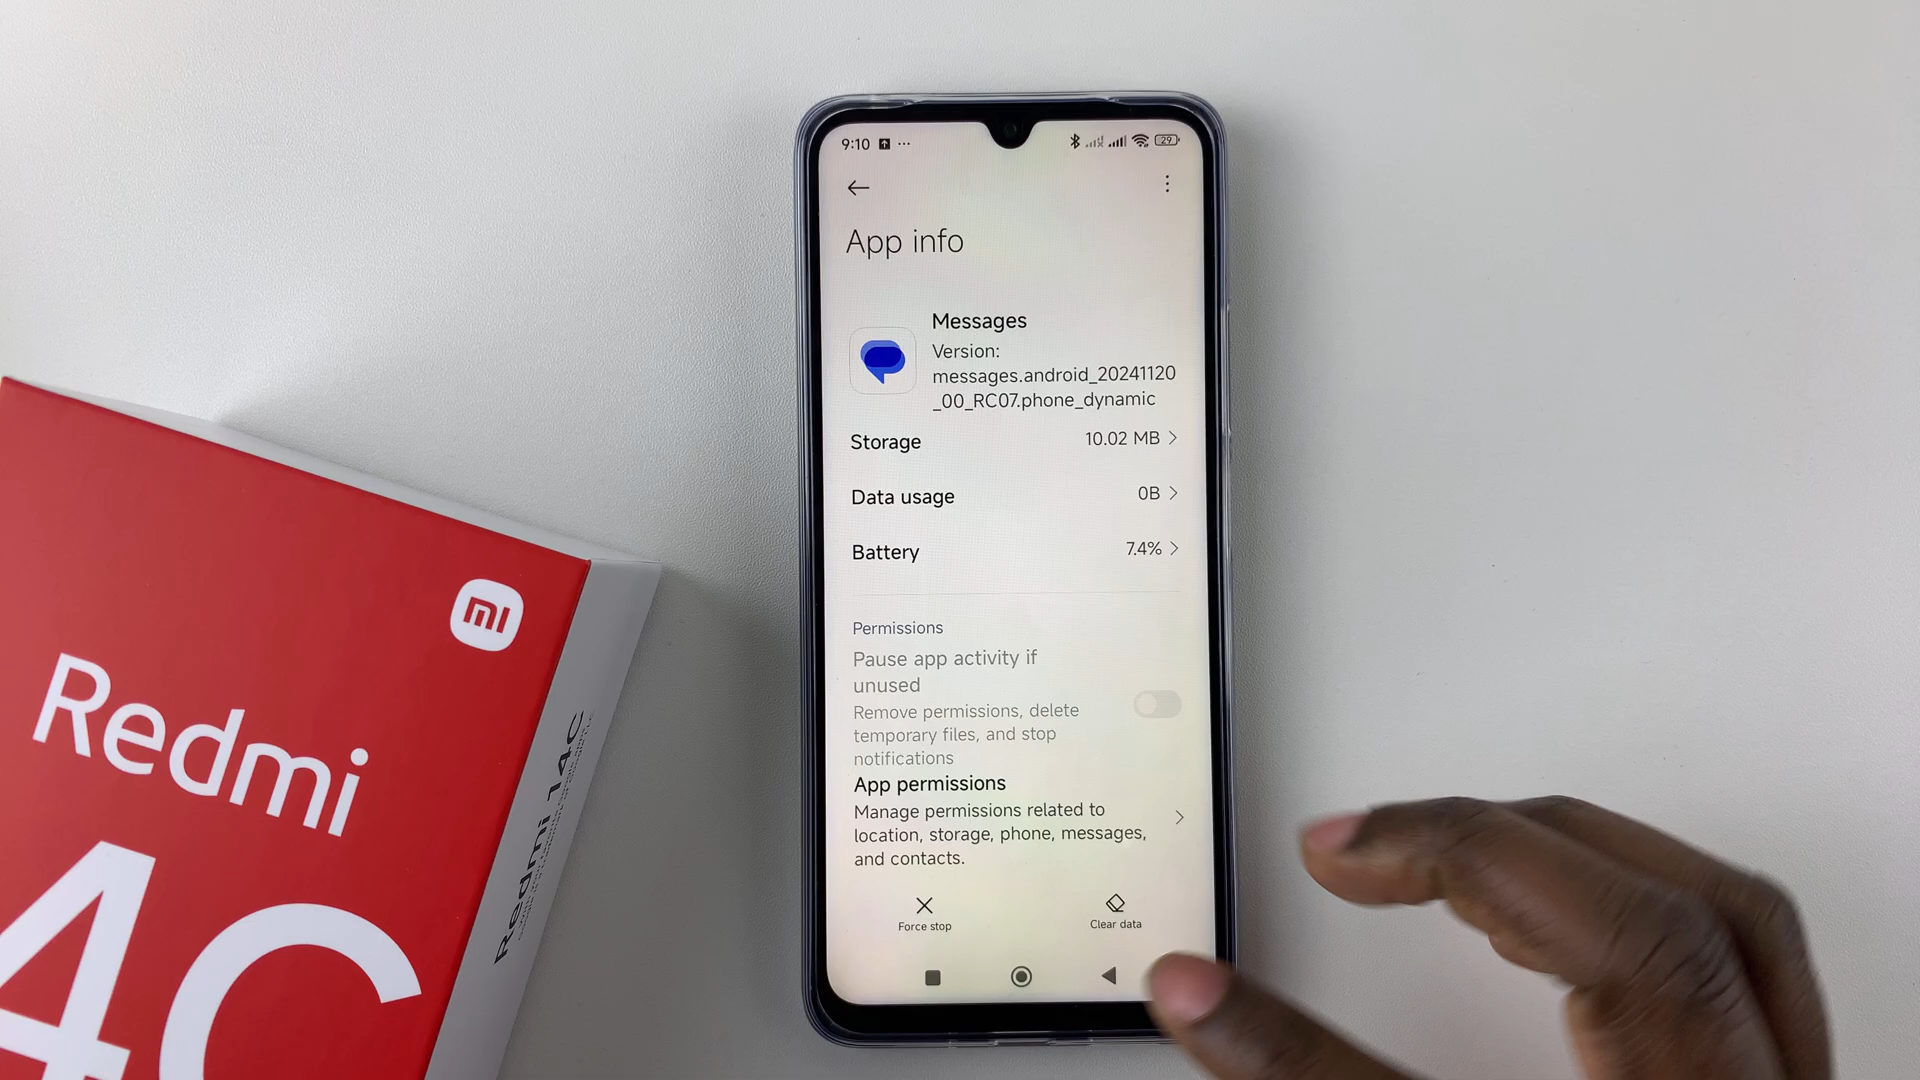 9:10
29
App info
Messages
Version:
messages.android_20241120
_00_RC07.phone_dynamic
Storage 10.02 MB
Data usage 0B
Battery 7.4%
Permissions
Pause app activity if
unused
Remove permissions, delete
temporary files, and stop
notifications
App permissions
Manage permissions related to
location, storage, phone, messages,
and contacts.
Force stop Clear data
mi
Redmi
4C
Redmi 14C